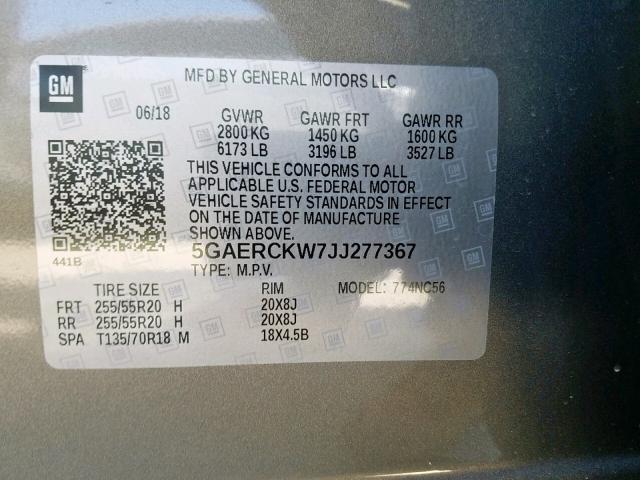 GM
MFD BY GENERAL MOTORS LLC
06/18 GVWR GAWR FRT GAWR RR
2800 KG 1450 KG 1600 KG
6173 LB 3196 LB 3527 LB
THIS VEHICLE CONFORMS TO ALL
APPLICABLE U.S. FEDERAL MOTOR
VEHICLE SAFETY STANDARDS IN EFFECT
ON THE DATE OF MANUFACTURE
SHOWN ABOVE.
441B
5GAERCKW7JJ277367
TYPE: M.P.V.
TIRE SIZE RIM MODEL: 774NC56
FRT 255/55R20 H 20X8J
RR 255/55R20 H 20X8J
SPA T135/70R18 M 18X4.5B